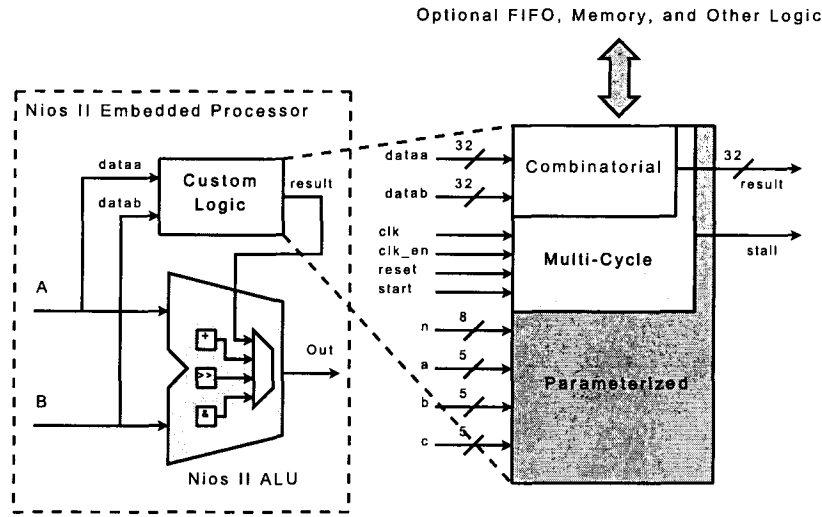 Optional FIFO, Memory, and Other Logic
Nios II Embedded Processor
dataa
datab
Custom
Logic
result
A
B
+
>>
&
Out
Nios II ALU
dataa
32
datab
32
clk
clk_en
reset
start
n
8
a
5
b
5
c
5
Combinatorial
Multi-Cycle
Parameterized
32
result
stall